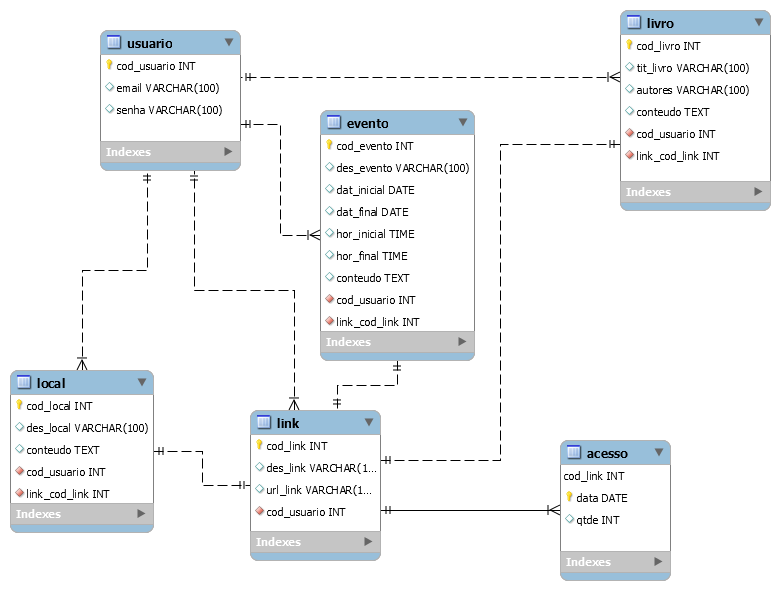 usuario
cod_usuario INT
email VARCHAR(100)
senha VARCHAR(100)
Indexes
livro
cod_livro INT
tit_livro VARCHAR(100)
autores VARCHAR(100)
conteudo TEXT
cod_usuario INT
link_cod_link INT
Indexes
evento
cod_evento INT
des_evento VARCHAR(100)
dat_inicial DATE
dat_final DATE
hor_inicial TIME
hor_final TIME
conteudo TEXT
cod_usuario INT
link_cod_link INT
Indexes
local
cod_local INT
des_local VARCHAR(100)
conteudo TEXT
cod_usuario INT
link_cod_link INT
Indexes
link
cod_link INT
des_link VARCHAR(1...
url_link VARCHAR(1...
cod_usuario INT
Indexes
acesso
cod_link INT
data DATE
qtde INT
Indexes